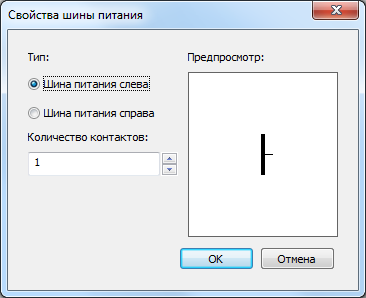 Свойства шины питания
Тип:
Шина питания слева
Шина питания справа
Количество контактов:
1
Предпросмотр:
OK
Отмена